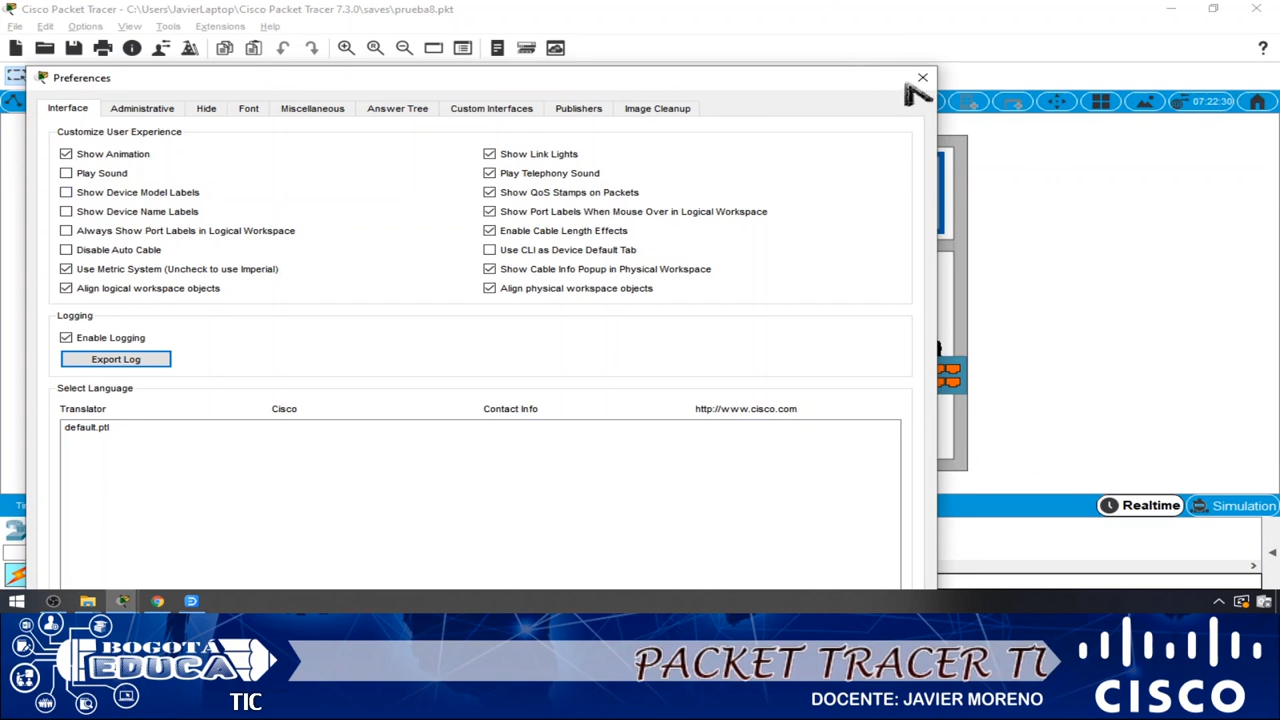 Cisco Packet Tracer - C:\Users\JavierLaptop\Cisco Packet Tracer 7.3.0\saves\prueba8.pkt
File Edit Options View Tools Extensions Help
Preferences
Interface Administrative Hide Font Miscellaneous Answer Tree Custom Interfaces Publishers Image Cleanup
07:22:30
Customize User Experience
Show Animation
Play Sound
Show Device Model Labels
Show Device Name Labels
Always Show Port Labels in Logical Workspace
Disable Auto Cable
Use Metric System (Uncheck to use Imperial)
Align logical workspace objects
Show Link Lights
Play Telephony Sound
Show QoS Stamps on Packets
Show Port Labels When Mouse Over in Logical Workspace
Enable Cable Length Effects
Use CLI as Device Default Tab
Show Cable Info Popup in Physical Workspace
Align physical workspace objects
Logging
Enable Logging
Export Log
Select Language
Translator Cisco Contact Info http://www.cisco.com
default.ptl
Ti
Realtime Simulation
BOGOTÁ
EDUCA
TIC
PACKET TRACER TU
DOCENTE: JAVIER MORENO
CISCO